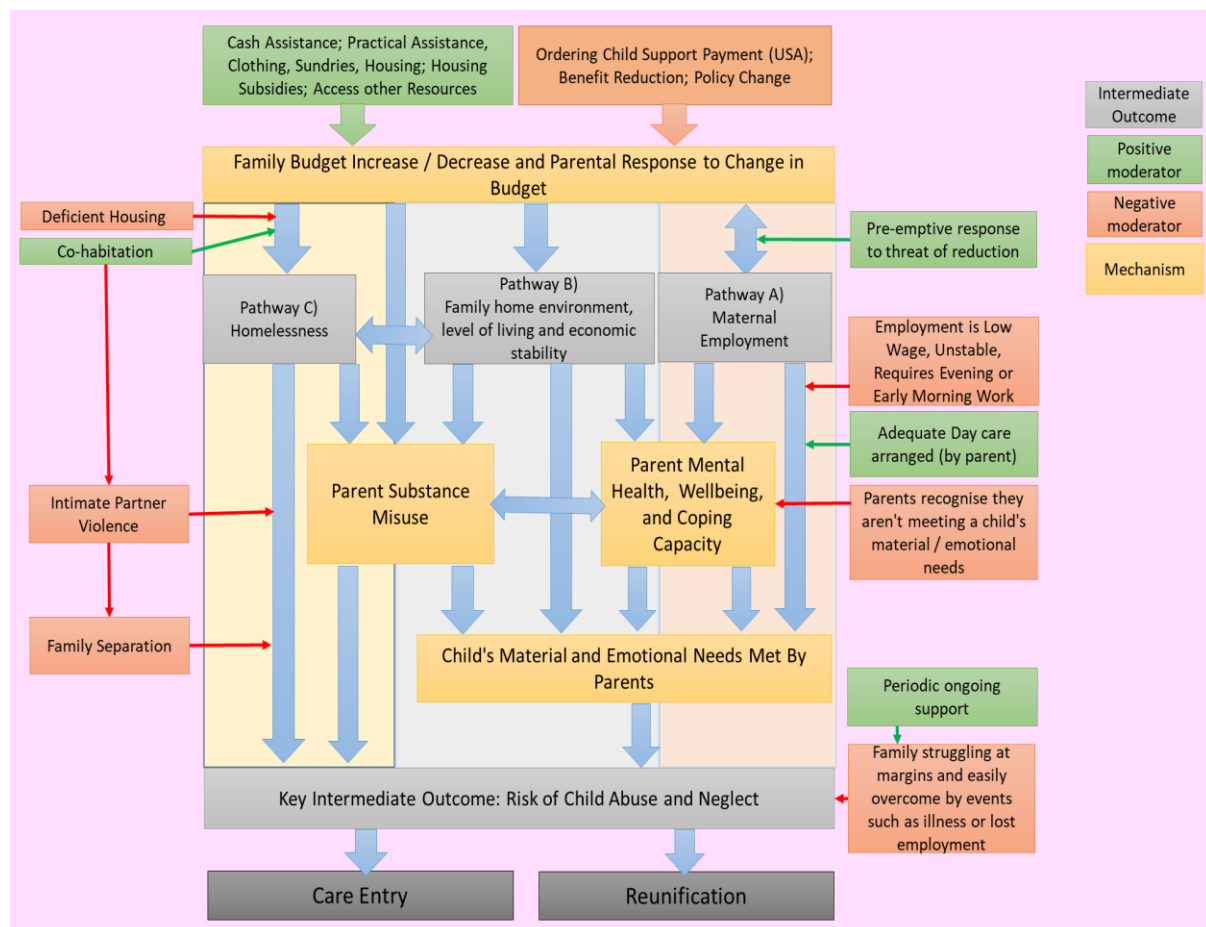 Cash Assistance; Practical Assistance,
Clothing, Sundries, Housing; Housing
Subsidies; Access other Resources
Ordering Child Support Payment (USA);
Benefit Reduction; Policy Change
Intermediate
Outcome
Positive
moderator
Negative
moderator
Mechanism
Family Budget Increase / Decrease and Parental Response to Change in
Budget
Deficient Housing
Co-habitation
Pre-emptive response
to threat of reduction
Pathway C)
Homelessness
Pathway B)
Family home environment,
level of living and economic
stability
Pathway A)
Maternal
Employment
Employment is Low
Wage, Unstable,
Requires Evening or
Early Morning Work
Adequate Day care
arranged (by parent)
Parent Substance
Misuse
Parent Mental
Health, Wellbeing,
and Coping
Capacity
Intimate Partner
Violence
Parents recognise they
aren't meeting a child's
material / emotional
needs
Family Separation
Child's Material and Emotional Needs Met By
Parents
Periodic ongoing
support
Family struggling at
margins and easily
overcome by events
such as illness or lost
employment
Key Intermediate Outcome: Risk of Child Abuse and Neglect
Care Entry
Reunification